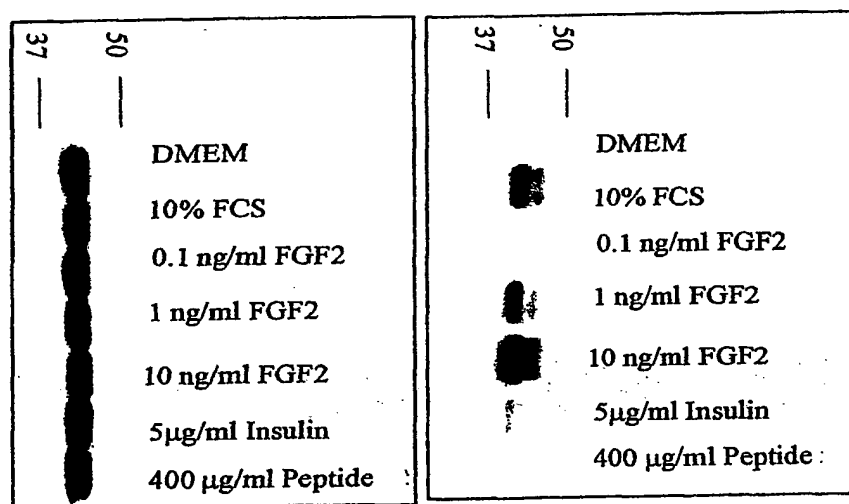 37
50
DMEM
10% FCS
0.1 ng/ml FGF2
1 ng/ml FGF2
10 ng/ml FGF2
5µg/ml Insulin
400 µg/ml Peptide
37
50
DMEM
10% FCS
0.1 ng/ml FGF2
1 ng/ml FGF2
10 ng/ml FGF2
5µg/ml Insulin
400 µg/ml Peptide